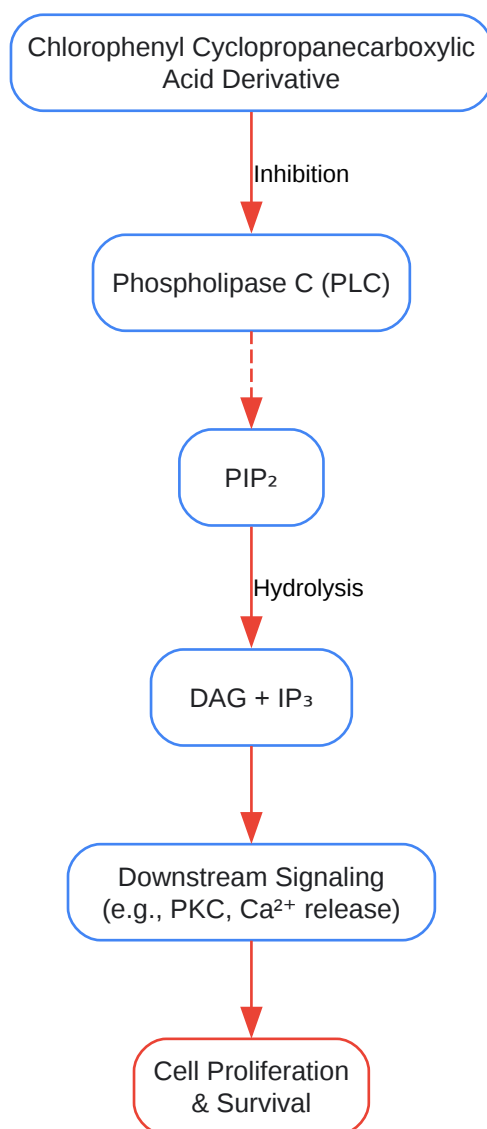 Chlorophenyl Cyclopropanecarboxylic
Acid Derivative
Inhibition
Phospholipase C (PLC)
PIP₂
Hydrolysis
DAG + IP₃
Downstream Signaling
(e.g., PKC, Ca²⁺ release)
Cell Proliferation
& Survival